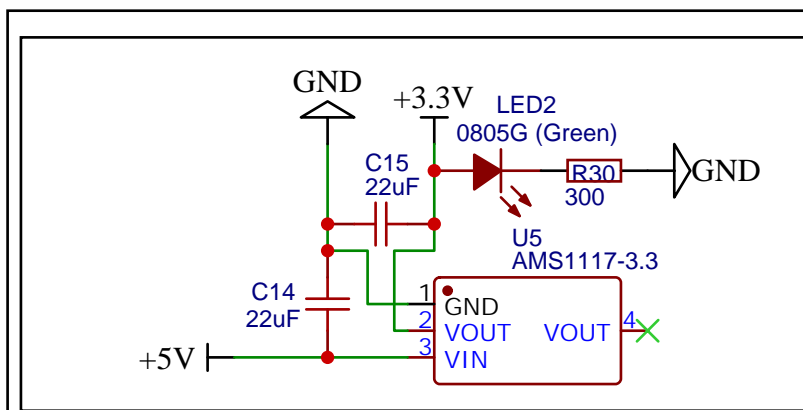 GND
+3.3V
LED2
0805G (Green)
C15
22uF
R30
300
GND
U5
AMS1117-3.3
C14
22uF
1
GND
2
VOUT
VOUT
4
3
VIN
+5V